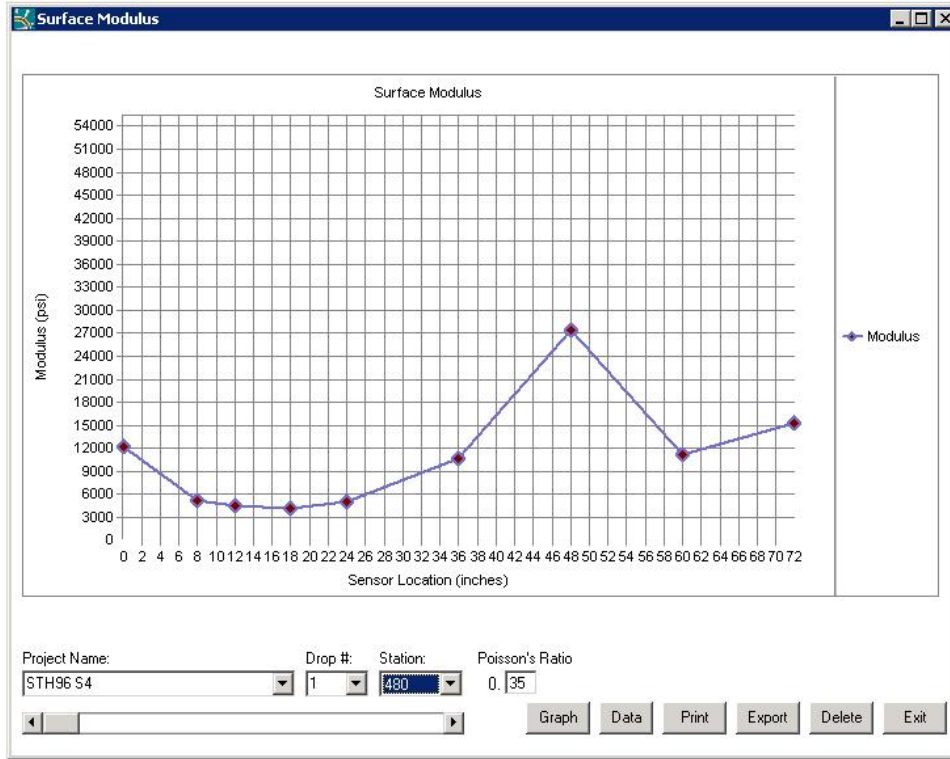 Surface Modulus
Surface Modulus
54000
51000
48000
45000
42000
39000
36000
33000
30000
27000
24000
21000
18000
15000
12000
9000
6000
3000
0
Modulus (psi)
0 2 4 6 8 10 12 14 16 18 20 22 24 26 28 30 32 34 36 38 40 42 44 46 48 50 52 54 56 58 60 62 64 66 68 70 72
Sensor Location (inches)
Modulus
Project Name: Drop #: Station: Poisson's Ratio
STH96 S4 1 480 0. 35
Graph Data Print Export Delete Exit